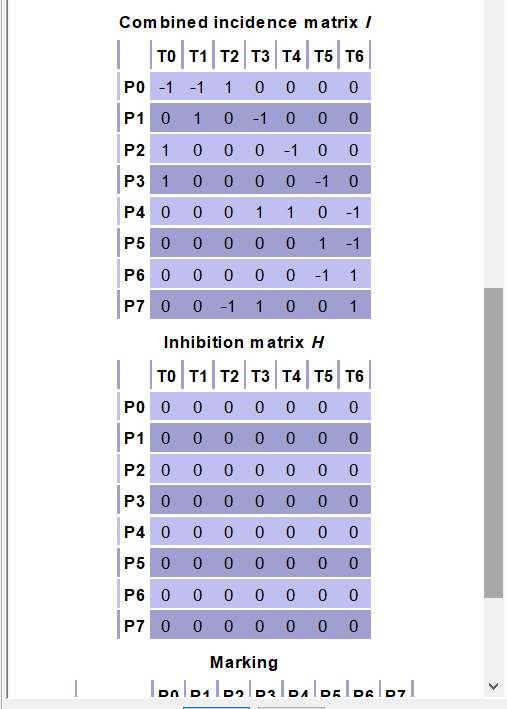 Combined incidence matrix I
T0 T1 T2 T3 T4 T5 T6
P0 -1 -1 1 0 0 0 0
P1 0 1 0 -1 0 0 0
P2 1 0 0 0 -1 0 0
P3 1 0 0 0 0 -1 0
P4 0 0 0 1 1 0 -1
P5 0 0 0 0 0 1 -1
P6 0 0 0 0 0 -1 1
P7 0 0 -1 1 0 0 1
Inhibition matrix H
T0 T1 T2 T3 T4 T5 T6
P0 0 0 0 0 0 0 0
P1 0 0 0 0 0 0 0
P2 0 0 0 0 0 0 0
P3 0 0 0 0 0 0 0
P4 0 0 0 0 0 0 0
P5 0 0 0 0 0 0 0
P6 0 0 0 0 0 0 0
P7 0 0 0 0 0 0 0
Marking
P0 P1 P2 P3 P4 P5 P6 P7